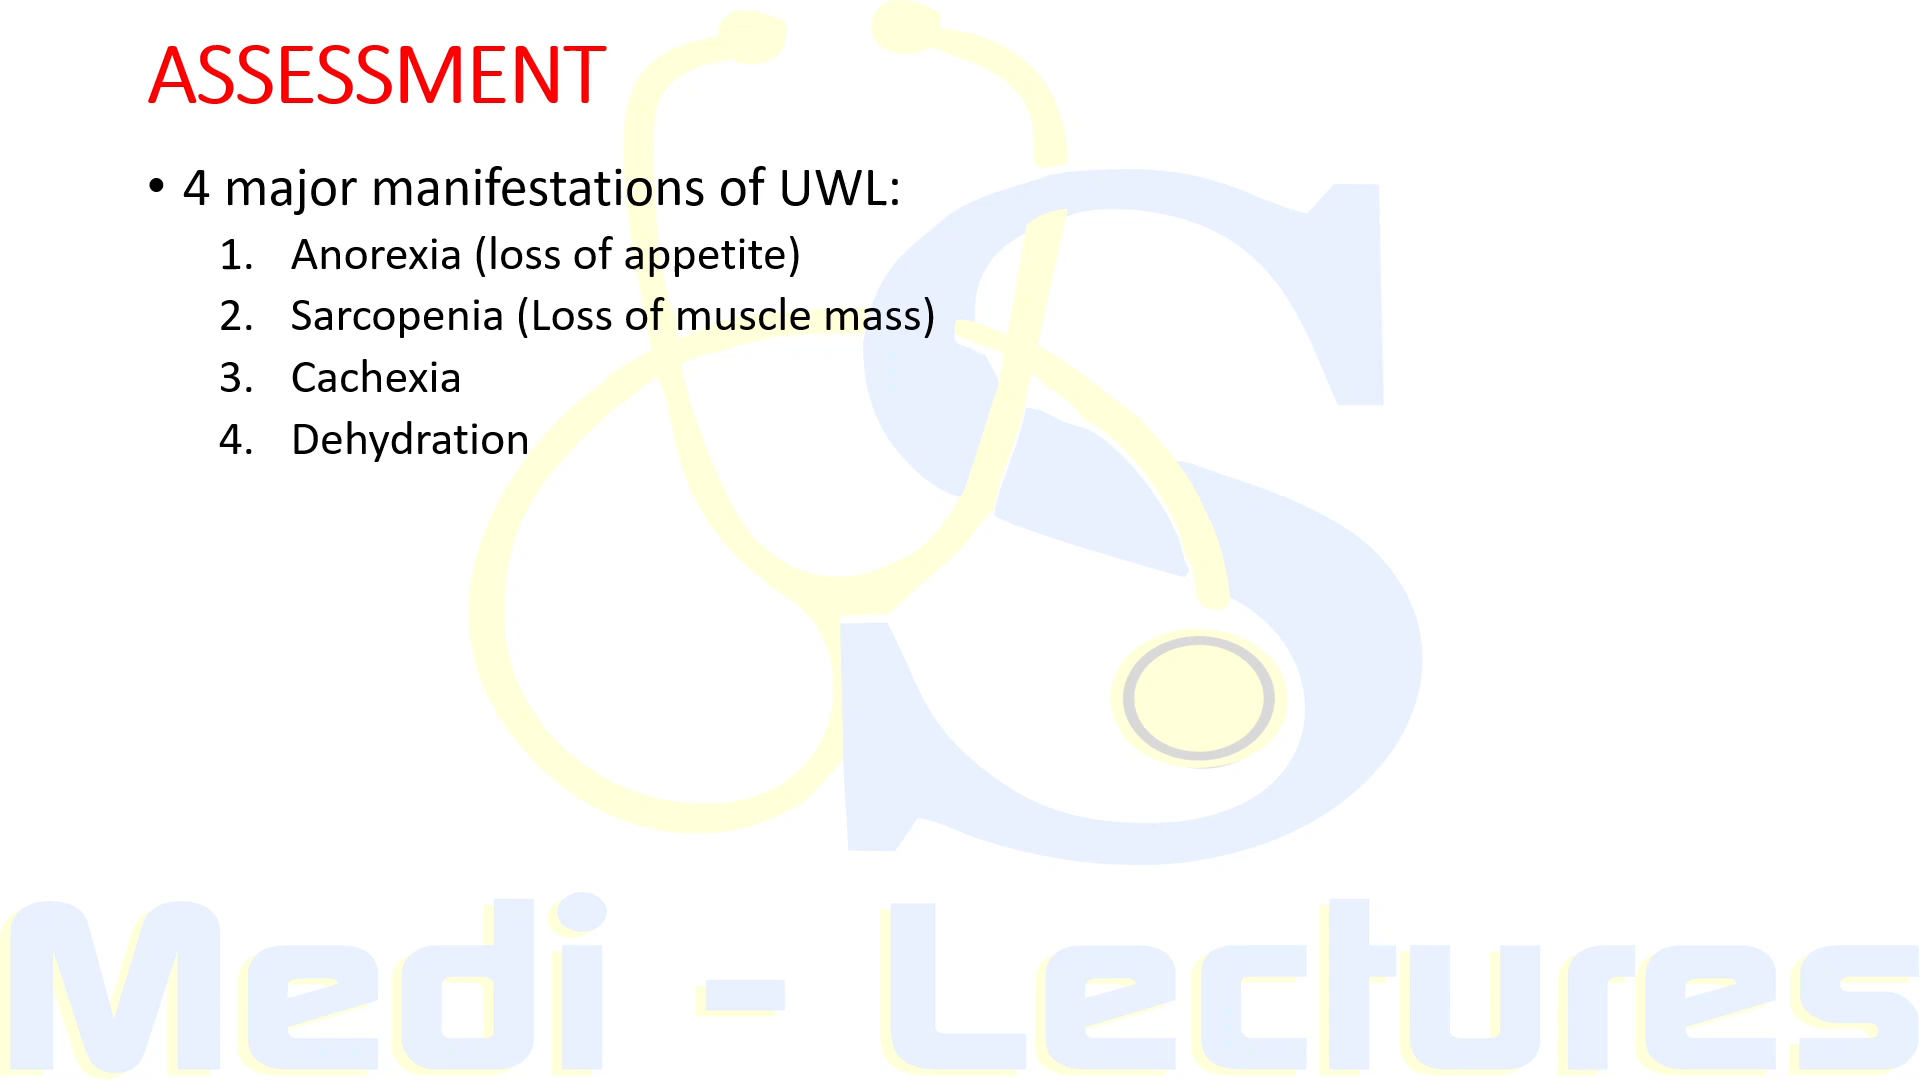 ASSESSMENT
• 4 major manifestations of UWL:
1. Anorexia (loss of appetite)
2. Sarcopenia (Loss of muscle mass)
3. Cachexia
4. Dehydration
S
Medi - Lectures